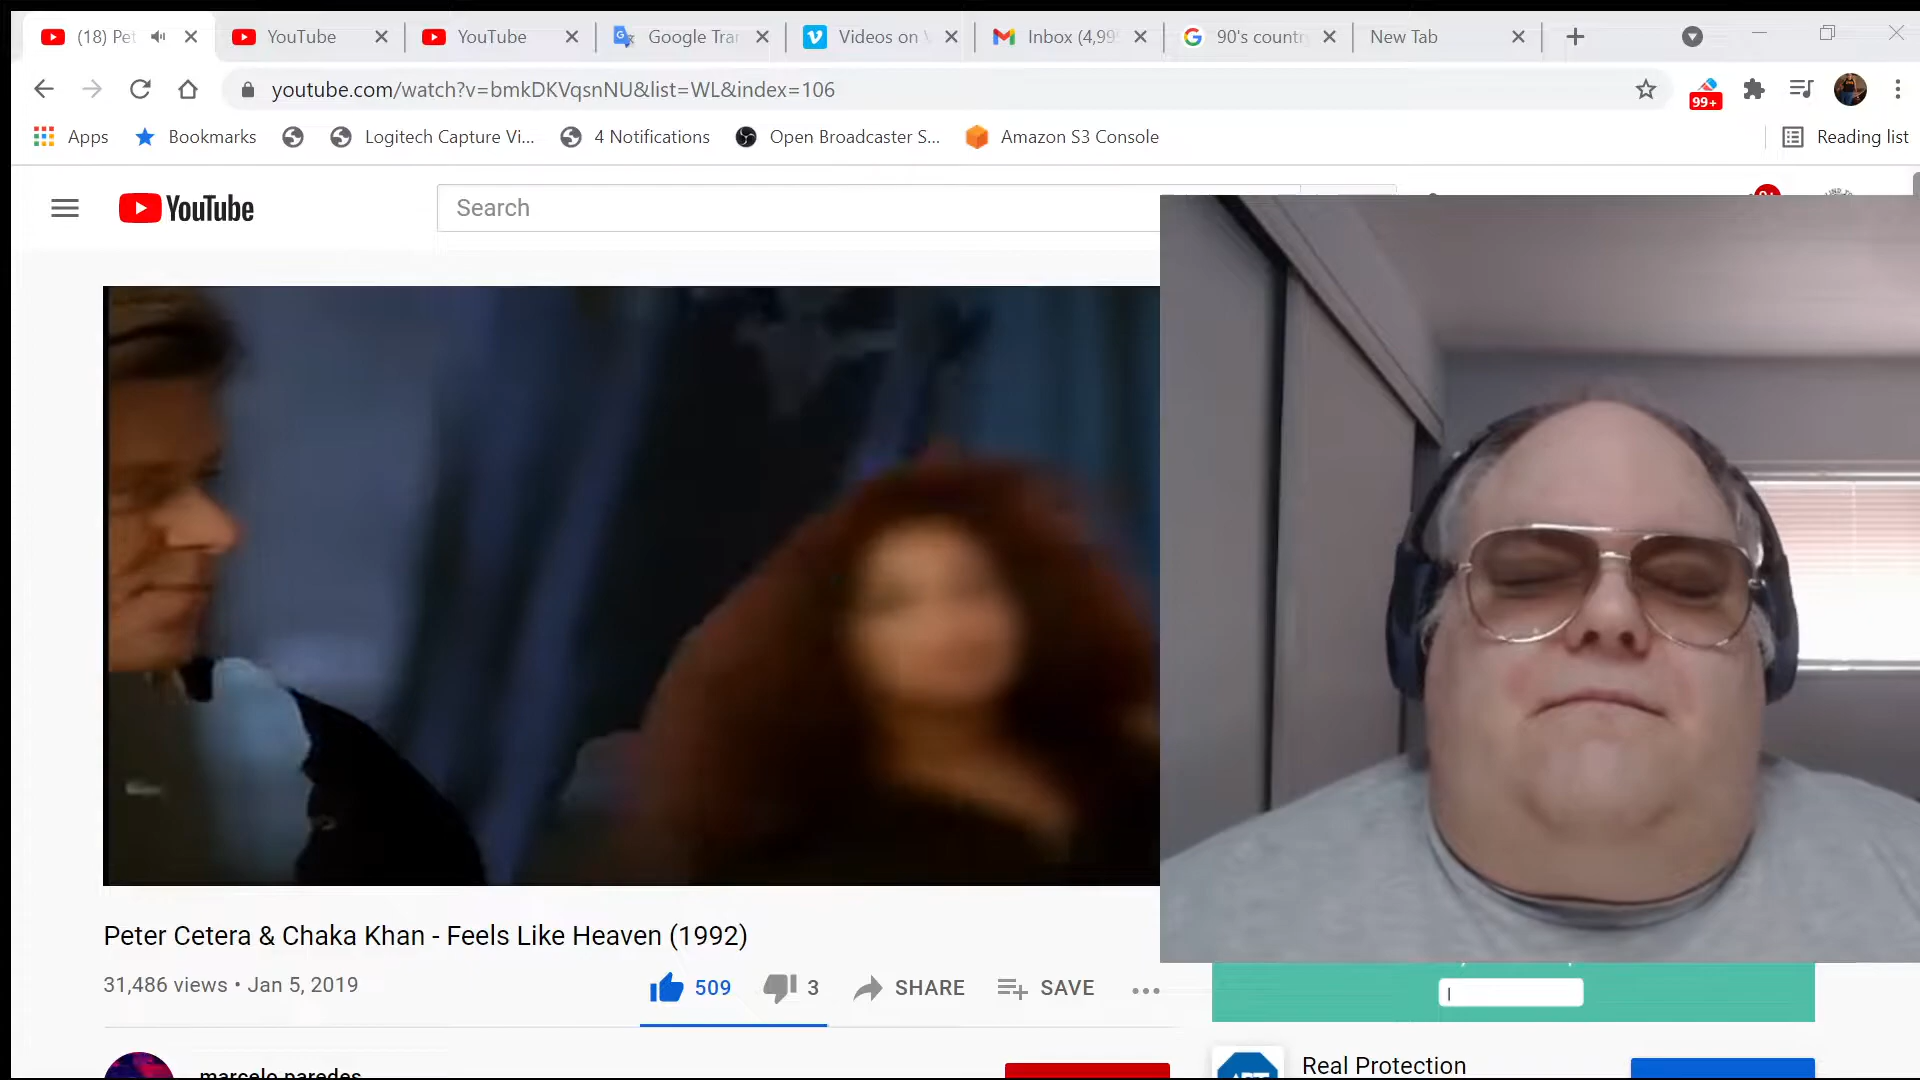 (18) Pet
YouTube
YouTube
Google Tran
Videos on V
Inbox (4,99
90's countr
New Tab
youtube.com/watch?v=bmkDKVqsnNU&list=WL&index=106
99+
Apps
Bookmarks
Logitech Capture Vi...
4 Notifications
Open Broadcaster S...
Amazon S3 Console
Reading list
YouTube
Search
Peter Cetera & Chaka Khan - Feels Like Heaven (1992)
31,486 views • Jan 5, 2019
509
3
SHARE
SAVE
marcelo paredes
Real Protection